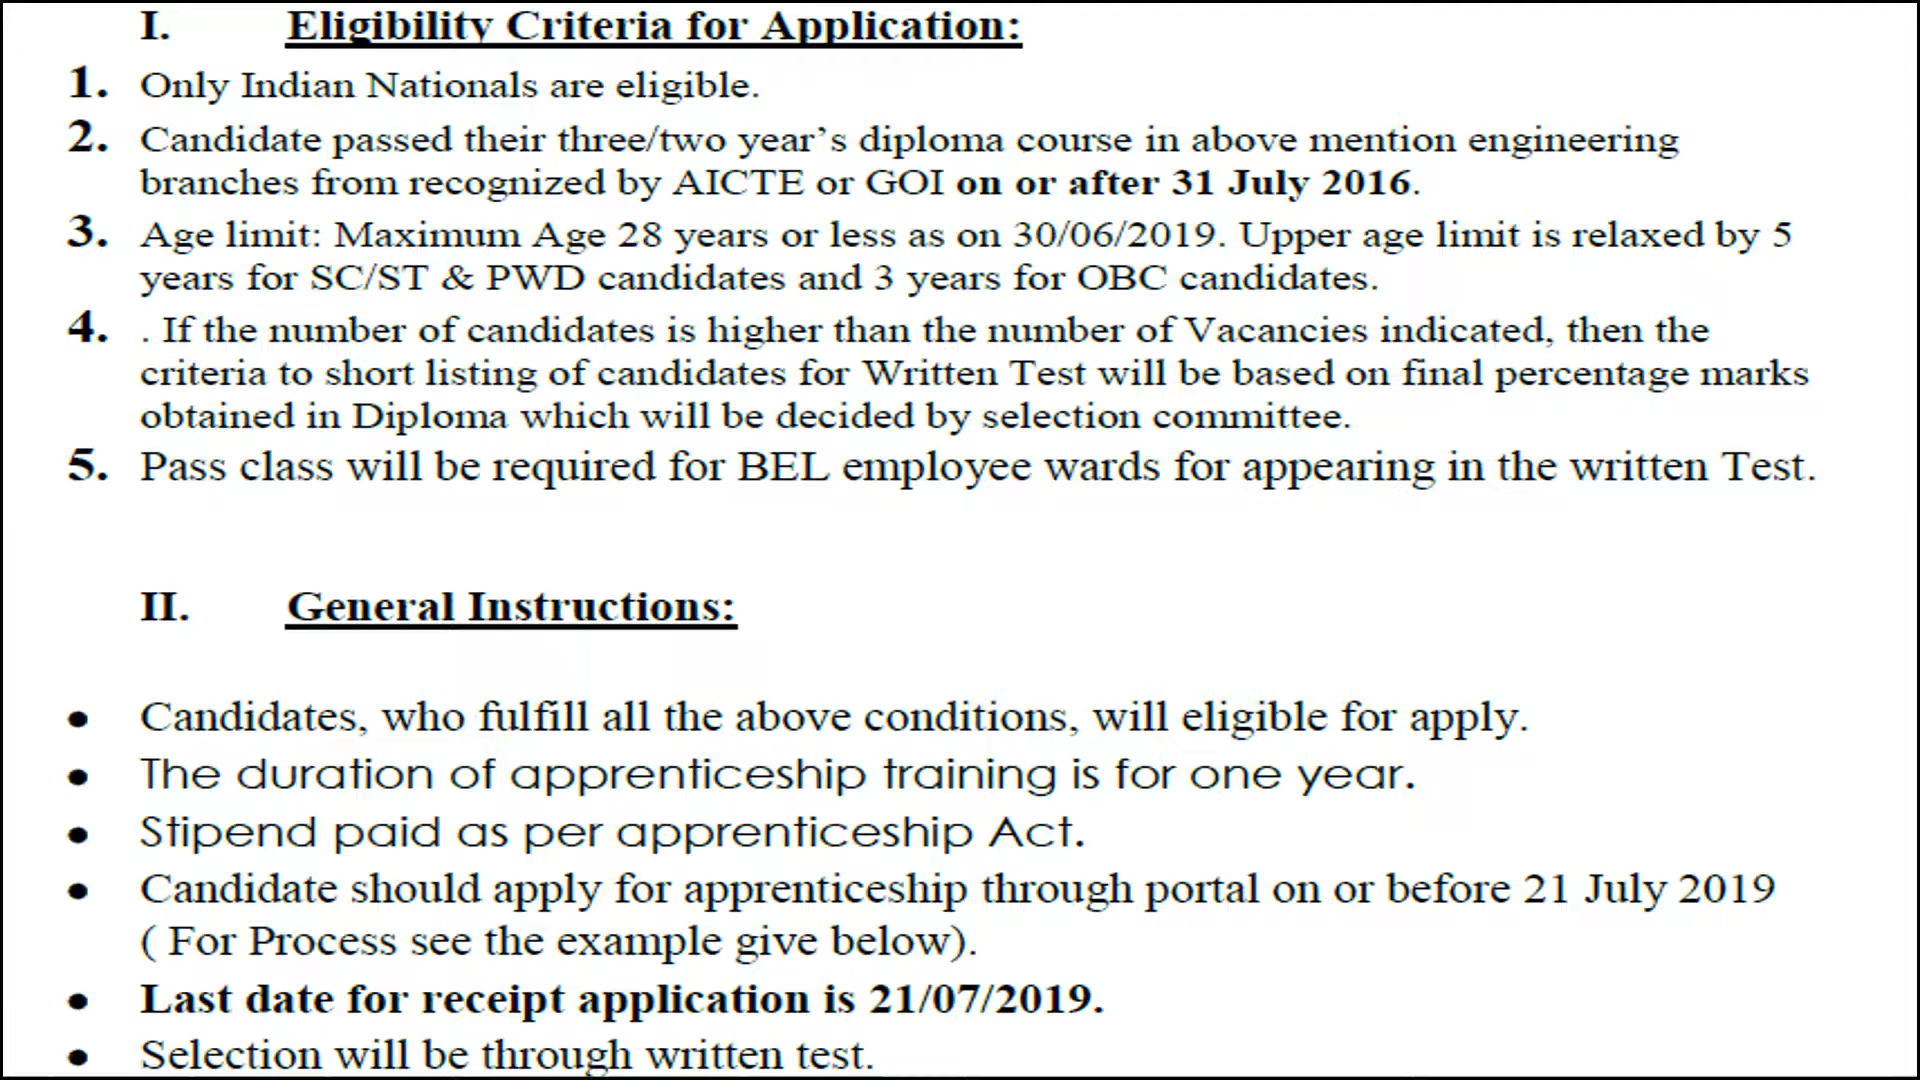 I. Eligibility Criteria for Application:
1. Only Indian Nationals are eligible.
2. Candidate passed their three/two year’s diploma course in above mention engineering
branches from recognized by AICTE or GOI on or after 31 July 2016.
3. Age limit: Maximum Age 28 years or less as on 30/06/2019. Upper age limit is relaxed by 5
years for SC/ST & PWD candidates and 3 years for OBC candidates.
4. . If the number of candidates is higher than the number of Vacancies indicated, then the
criteria to short listing of candidates for Written Test will be based on final percentage marks
obtained in Diploma which will be decided by selection committee.
5. Pass class will be required for BEL employee wards for appearing in the written Test.
II. General Instructions:
• Candidates, who fulfill all the above conditions, will eligible for apply.
• The duration of apprenticeship training is for one year.
• Stipend paid as per apprenticeship Act.
• Candidate should apply for apprenticeship through portal on or before 21 July 2019
( For Process see the example give below).
• Last date for receipt application is 21/07/2019.
• Selection will be through written test.